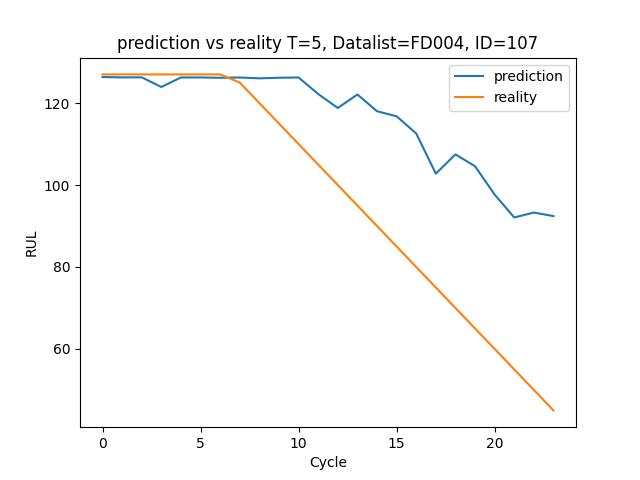 prediction vs reality T=5, Datalist=FD004, ID=107
prediction
reality
120
100
80
60
RUL
0 5 10 15 20
Cycle